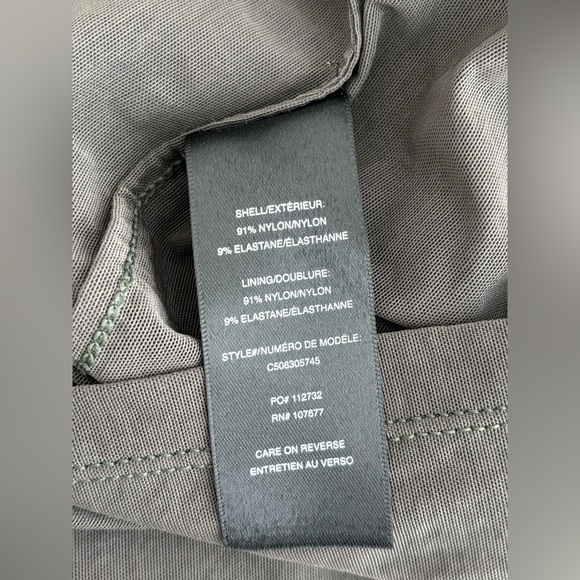 SHELL/EXTÉRIEUR:
91% NYLON/NYLON
9% ELASTANE/ÉLASTHANNE
LINING/DOUBLURE:
91% NYLON/NYLON
9% ELASTANE/ÉLASTHANNE
STYLE#/NUMÉRO DE MODÈLE:
C508305745
PO# 112732
RN# 107877
CARE ON REVERSE
ENTRETIEN AU VERSO